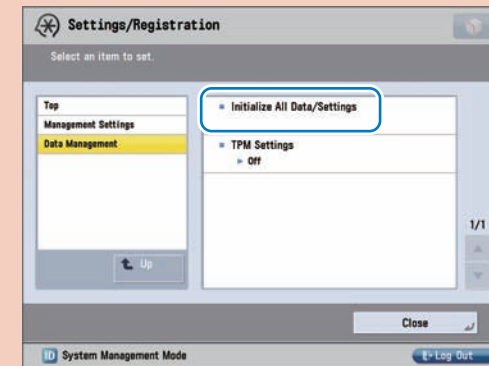 Settings/Registration
Select an item to set.
Top
Management Settings
Data Management
Up
Initialize All Data/Settings
TPM Settings
Off
1/1
Close
ID System Management Mode
Log Out